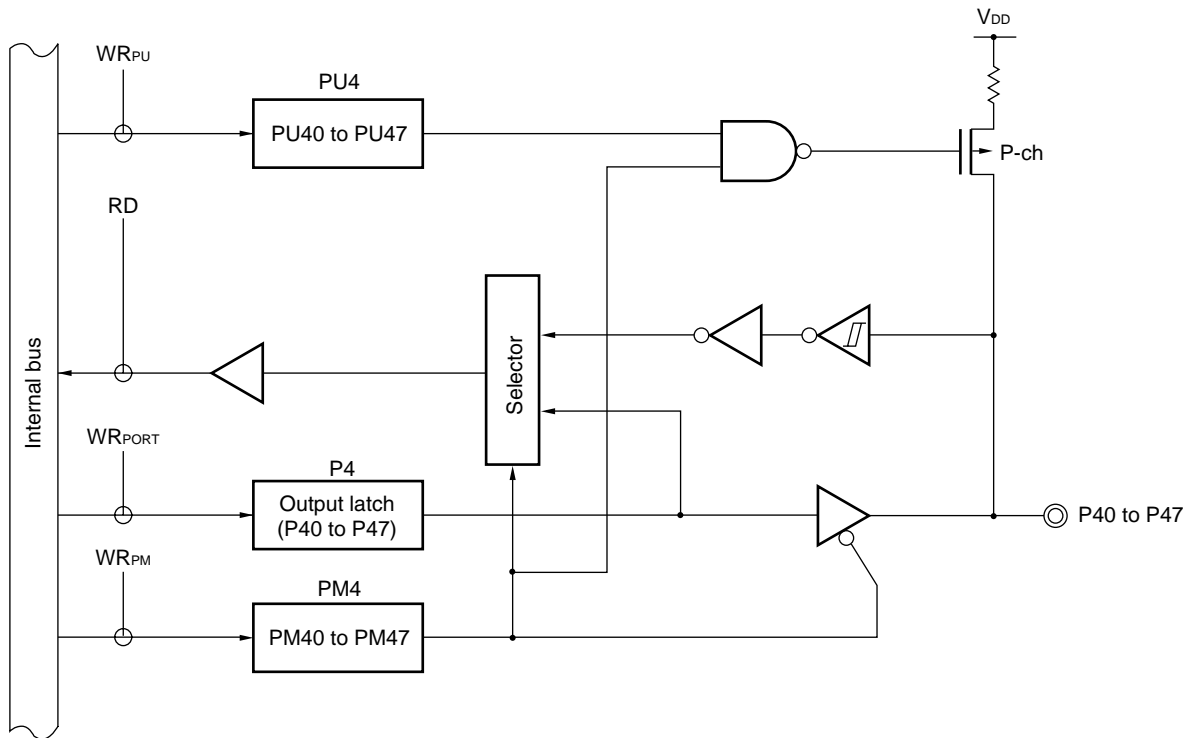 VDD
WRPU
PU4
PU40 to PU47
P-ch
RD
Selector
Internal bus
WRPORT
P4
Output latch
(P40 to P47)
P40 to P47
WRPM
PM4
PM40 to PM47